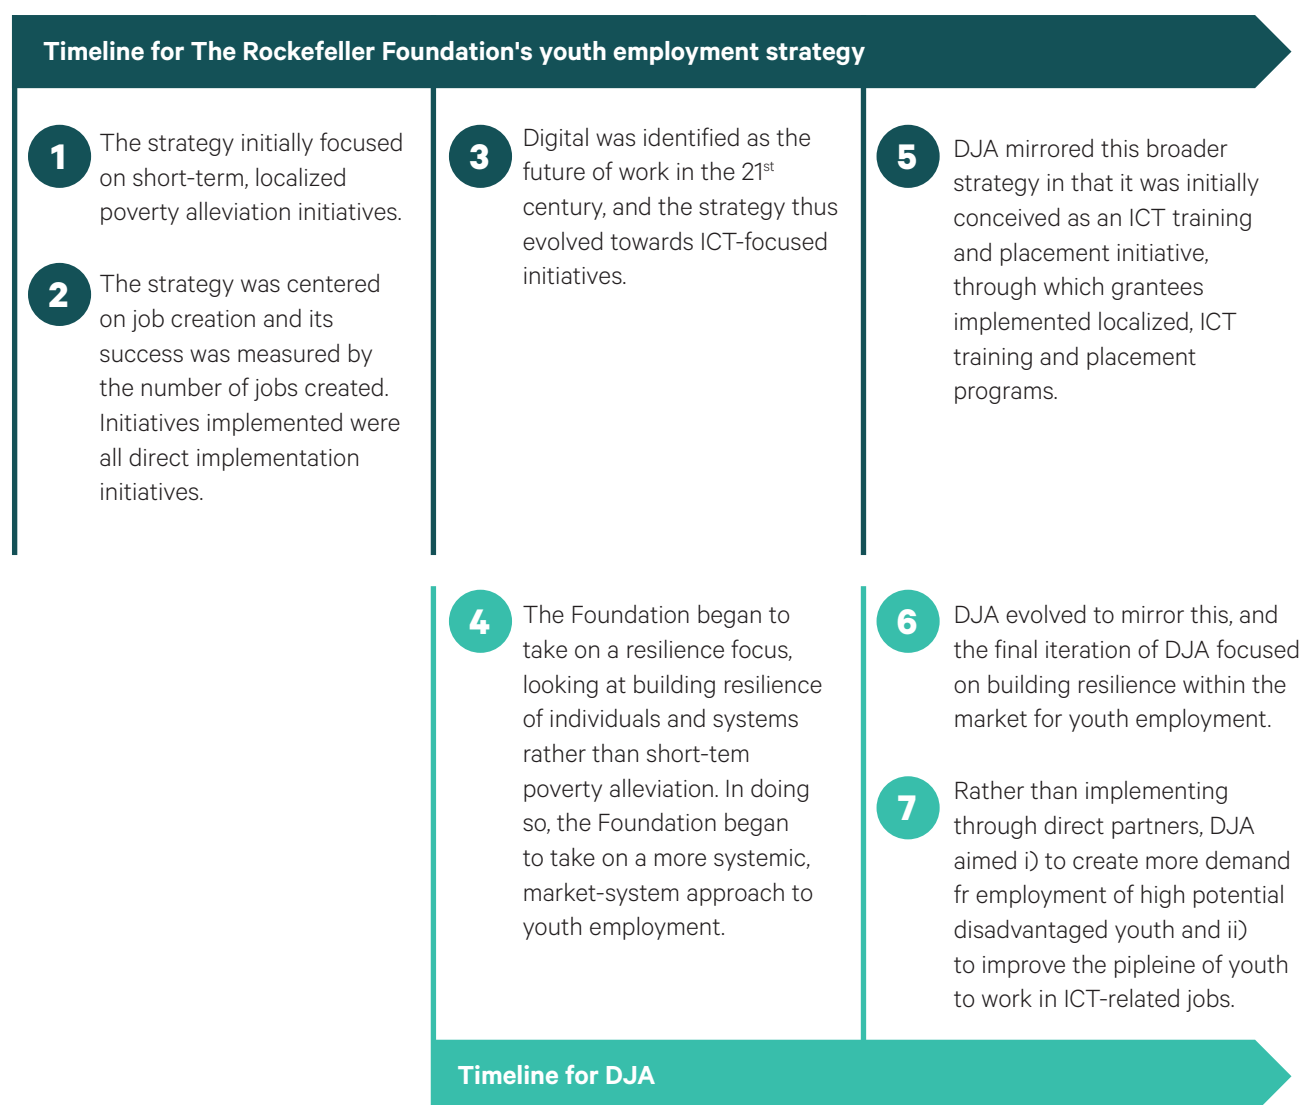 Timeline for The Rockefeller Foundation's youth employment strategy
1
The strategy initially focused
on short-term, localized
poverty alleviation initiatives.
2
The strategy was centered
on job creation and its
success was measured by
the number of jobs created.
Initiatives implemented were
all direct implementation
initiatives.
3
Digital was identified as the
future of work in the 21st
century, and the strategy thus
evolved towards ICT-focused
initiatives.
4
The Foundation began to
take on a resilience focus,
looking at building resilience
of individuals and systems
rather than short-tem
poverty alleviation. In doing
so, the Foundation began
to take on a more systemic,
market-system approach to
youth employment.
5
DJA mirrored this broader
strategy in that it was initially
conceived as an ICT training
and placement initiative,
through which grantees
implemented localized, ICT
training and placement
programs.
6
DJA evolved to mirror this, and
the final iteration of DJA focused
on building resilience within the
market for youth employment.
7
Rather than implementing
through direct partners, DJA
aimed i) to create more demand
fr employment of high potential
disadvantaged youth and ii)
to improve the pipleine of youth
to work in ICT-related jobs.
Timeline for DJA